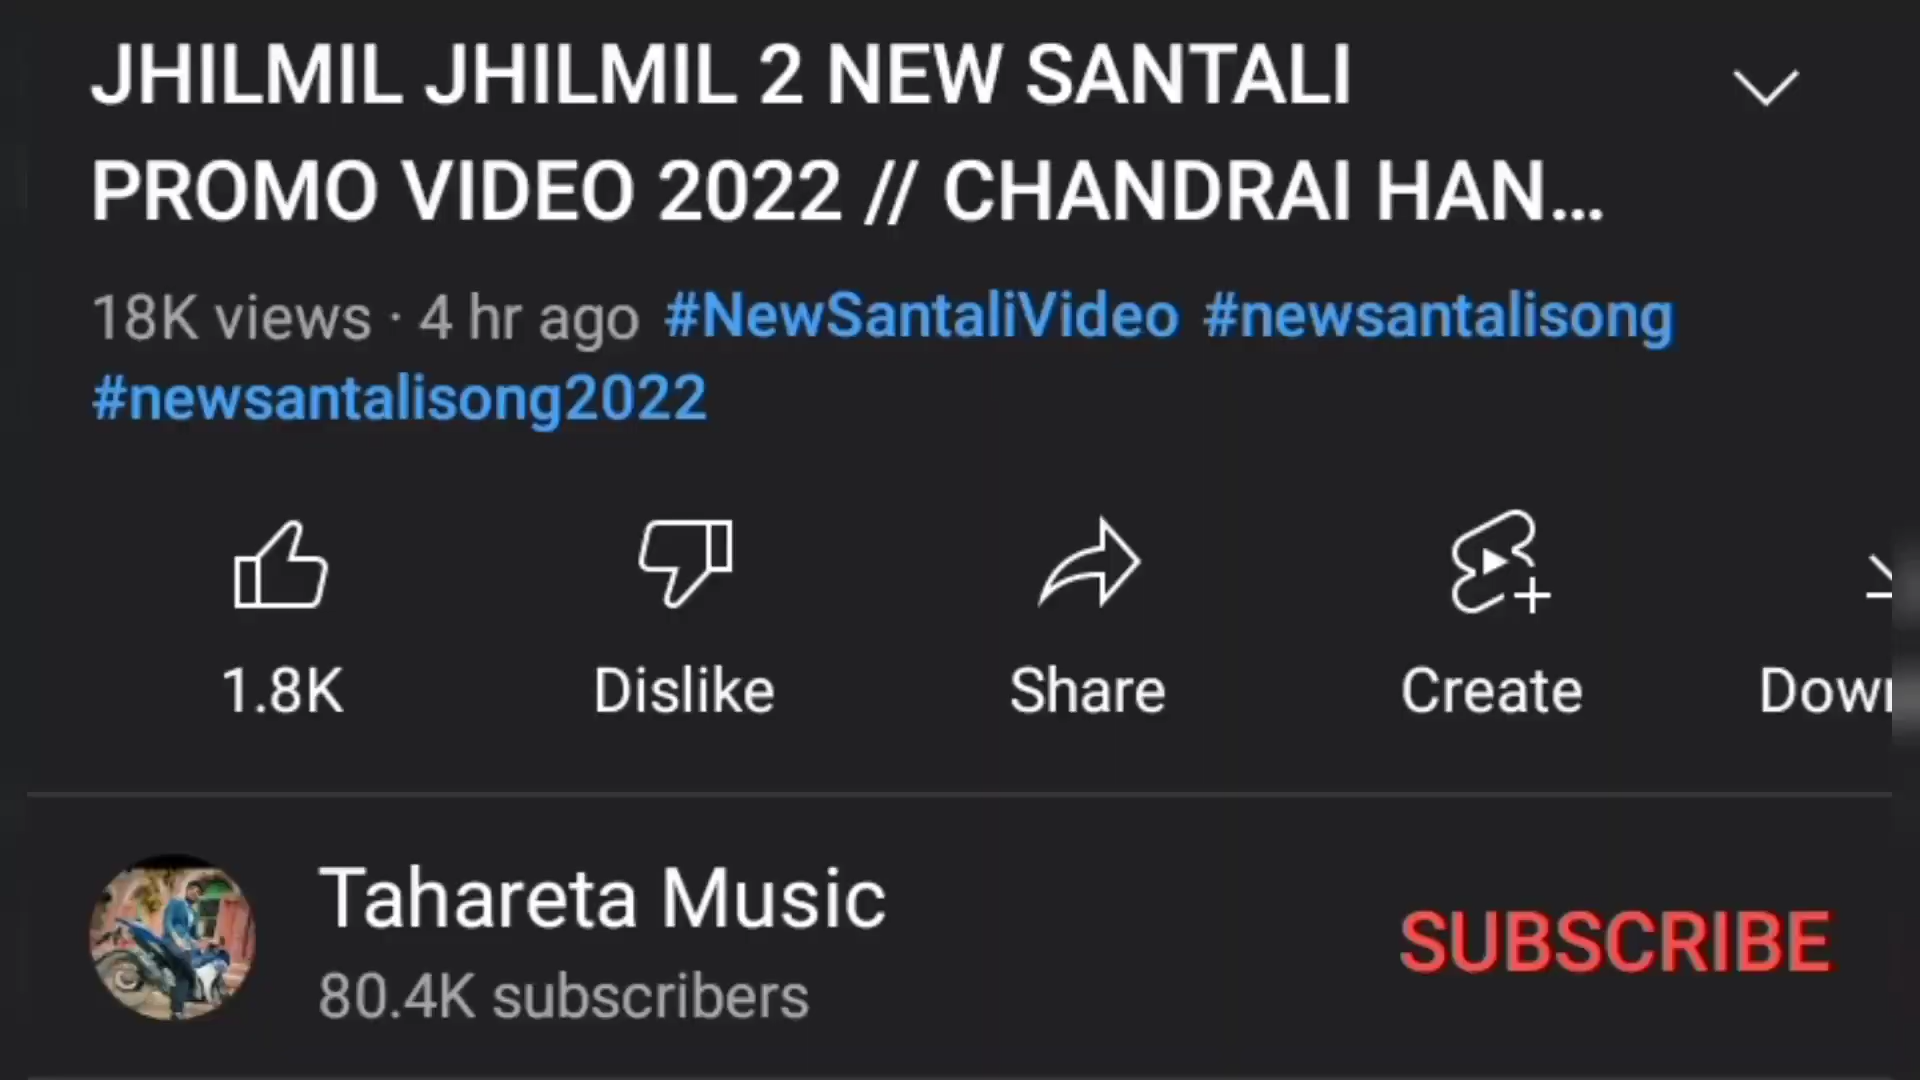 JHILMIL JHILMIL 2 NEW SANTALI
PROMO VIDEO 2022 // CHANDRAI HAN...
18K views · 4 hr ago #NewSantaliVideo #newsantalisong
#newsantalisong2022
1.8K Dislike Share Create Down
Tahareta Music
80.4K subscribers
SUBSCRIBE